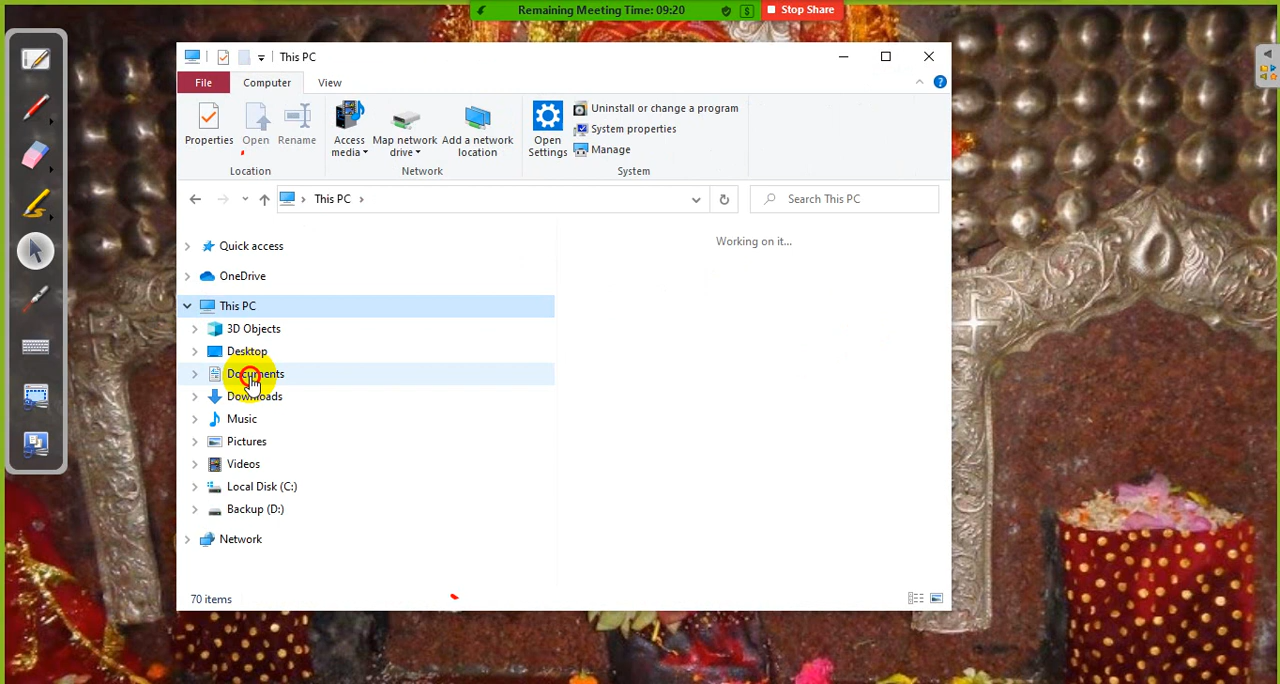 Remaining Meeting Time: 09:20
Stop Share
This PC
File Computer View
Properties Open Rename Access media Map network drive Add a network location Open Settings
Uninstall or change a program
System properties
Manage
Location Network System
This PC
Search This PC
Working on it...
Quick access
OneDrive
This PC
3D Objects
Desktop
Documents
Downloads
Music
Pictures
Videos
Local Disk (C:)
Backup (D:)
Network
70 items